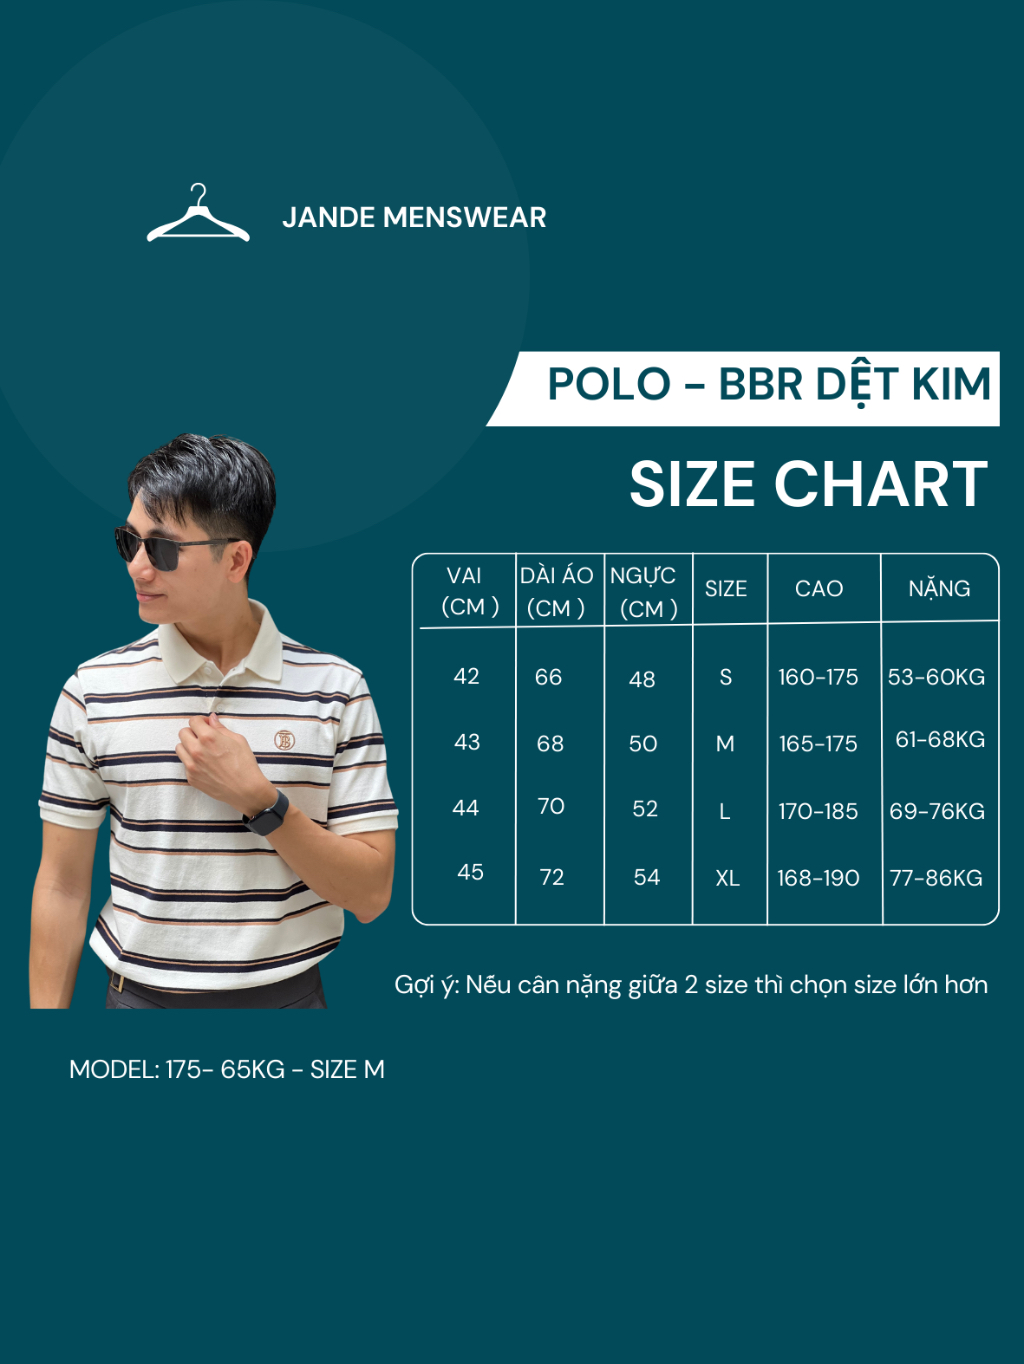 JANDE MENSWEAR
POLO - BBR DỆT KIM
SIZE CHART
VAI (CM ) DÀI ÁO (CM ) NGỰC (CM ) SIZE CAO NẶNG
42 66 48 S 160-175 53-60KG
43 68 50 M 165-175 61-68KG
44 70 52 L 170-185 69-76KG
45 72 54 XL 168-190 77-86KG
Gợi ý: Nếu cân nặng giữa 2 size thì chọn size lớn hơn
MODEL: 175- 65KG - SIZE M